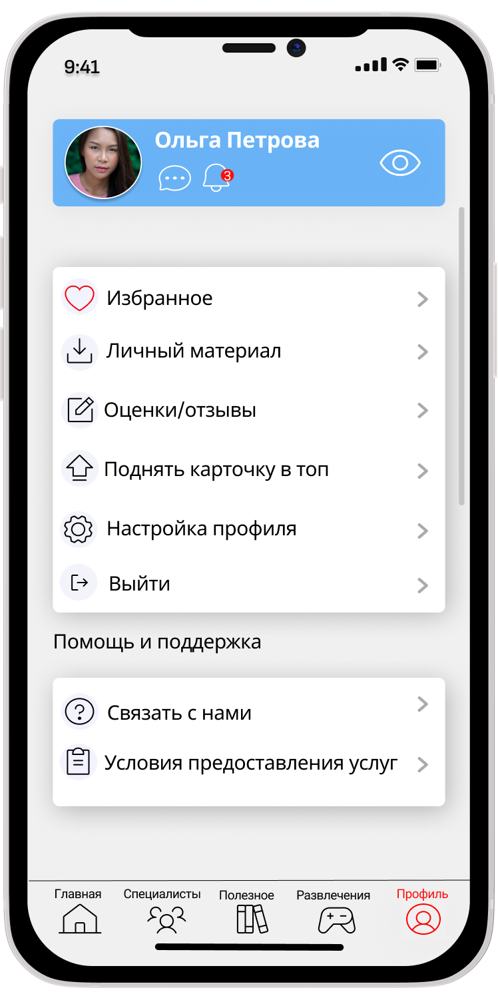 9:41
Ольга Петрова
3
Избранное
Личный материал
Оценки/отзывы
Поднять карточку в топ
Настройка профиля
Выйти
Помощь и поддержка
Связать с нами
Условия предоставления услуг
Главная Специалисты Полезное Развлечения Профиль